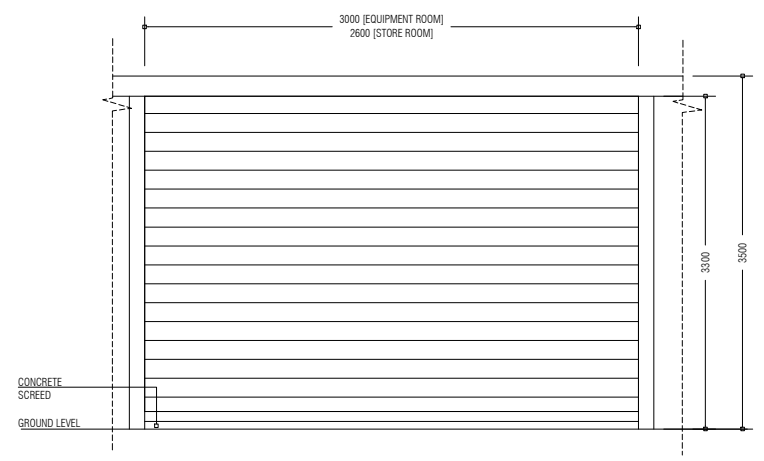 3000 [EQUIPMENT ROOM]
2600 [STORE ROOM]
3300
3500
CONCRETE
SCREED
GROUND LEVEL